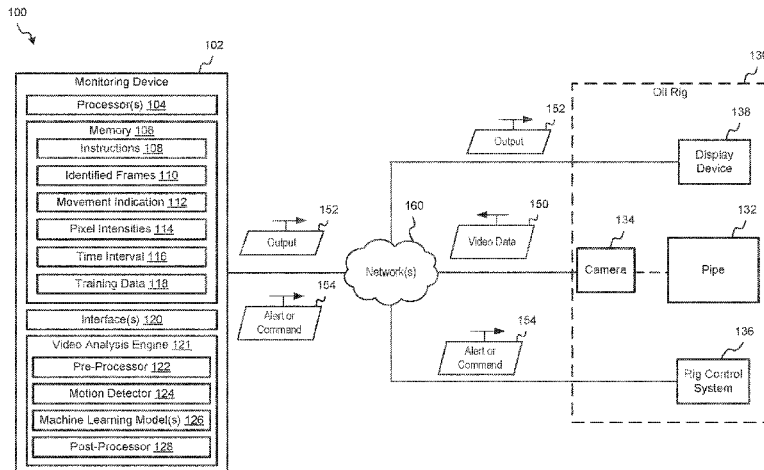 100
102
Monitoring Device
Processor(s) 104
Memory 108
Instructions 108
Identified Frames 110
Movement Indication 112
Pixel Intensities 114
Time Interval 116
Training Data 118
Interface(s) 120
Video Analysis Engine 121
Pre-Processor 122
Motion Detector 124
Machine Learning Model(s) 126
Post-Processor 128
152
Output
154
Alert or
Command
160
Network(s)
152
Output
150
Video Data
154
Alert or
Command
130
Oil Rig
138
Display
Device
134
Camera
132
Pipe
136
Rig Control
System